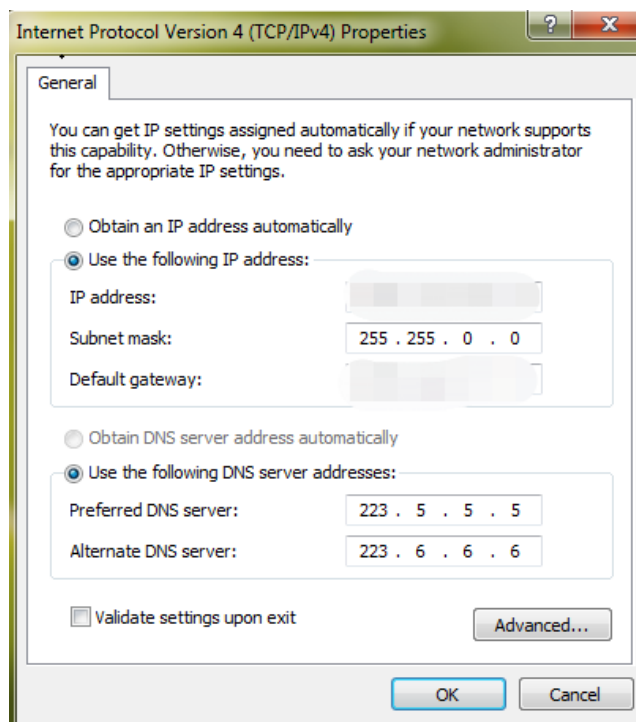 Internet Protocol Version 4 (TCP/IPv4) Properties
?
X
General
You can get IP settings assigned automatically if your network supports
this capability. Otherwise, you need to ask your network administrator
for the appropriate IP settings.
Obtain an IP address automatically
Use the following IP address:
IP address:
Subnet mask: 255 . 255 . 0 . 0
Default gateway:
Obtain DNS server address automatically
Use the following DNS server addresses:
Preferred DNS server: 223 . 5 . 5 . 5
Alternate DNS server: 223 . 6 . 6 . 6
Validate settings upon exit
Advanced...
OK Cancel